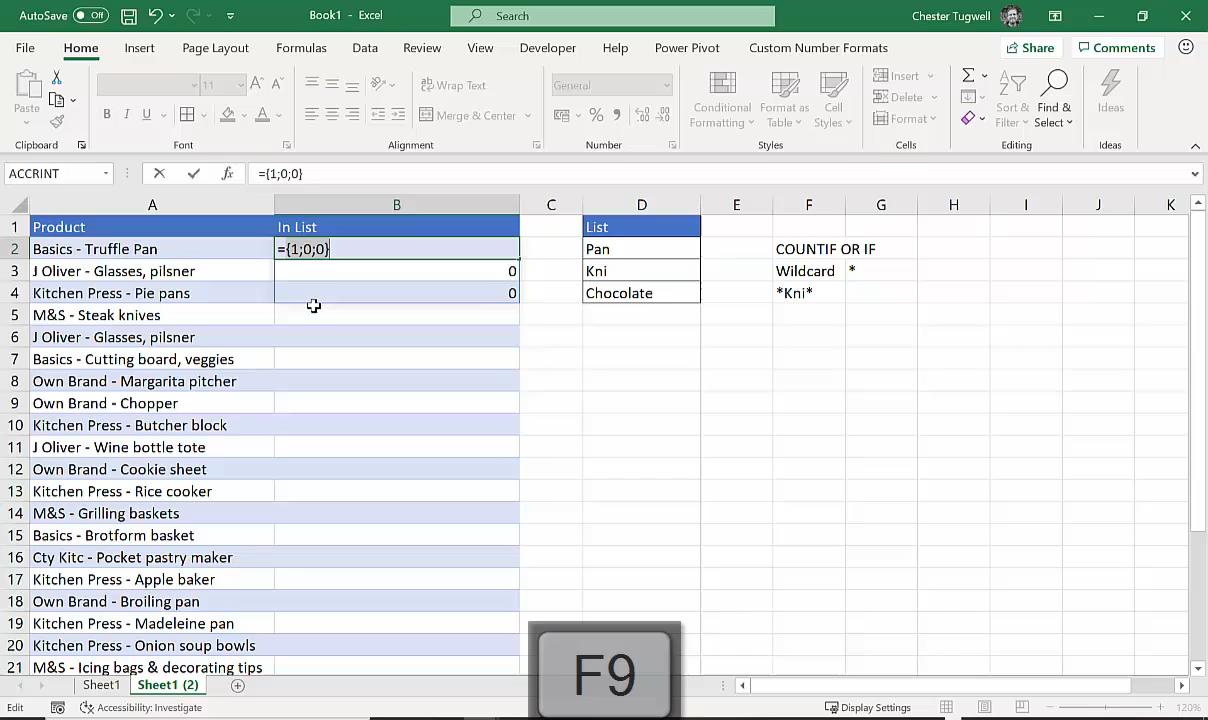 AutoSave Off Book1 - Excel Search Chester Tugwell
File Home Insert Page Layout Formulas Data Review View Developer Help Power Pivot Custom Number Formats Share Comments
Paste 11 A A Wrap Text General Conditional Formatting Format as Table Cell Styles Insert Delete Format Sort & Filter Find & Select Ideas
B I U A Merge & Center % 9
Clipboard Font Alignment Number Styles Cells Editing Ideas
ACCRINT fx ={1;0;0}
A B C D E F G H I J K
1 Product In List List
2 Basics - Truffle Pan ={1;0;0} Pan COUNTIF OR IF
3 J Oliver - Glasses, pilsner 0 Kni Wildcard *
4 Kitchen Press - Pie pans 0 Chocolate *Kni*
5 M&S - Steak knives
6 J Oliver - Glasses, pilsner
7 Basics - Cutting board, veggies
8 Own Brand - Margarita pitcher
9 Own Brand - Chopper
10 Kitchen Press - Butcher block
11 J Oliver - Wine bottle tote
12 Own Brand - Cookie sheet
13 Kitchen Press - Rice cooker
14 M&S - Grilling baskets
15 Basics - Brotform basket
16 Cty Kitc - Pocket pastry maker
17 Kitchen Press - Apple baker
18 Own Brand - Broiling pan
19 Kitchen Press - Madeleine pan
20 Kitchen Press - Onion soup bowls
21 M&S - Icing bags & decorating tips
F9
Sheet1 Sheet1 (2)
Edit Accessibility: Investigate Display Settings 120%